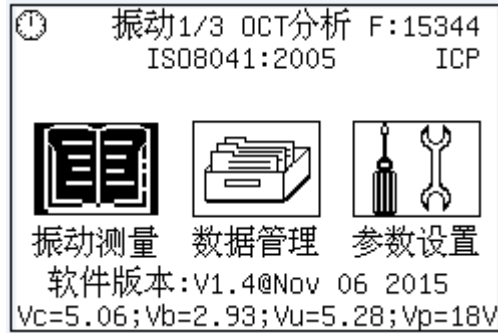 振动1/3 OCT分析 F:15344
ISO8041:2005 ICP
振动测量 数据管理 参数设置
软件版本:V1.4@Nov 06 2015
Vc=5.06;Vb=2.93;Vu=5.28;Vp=18V